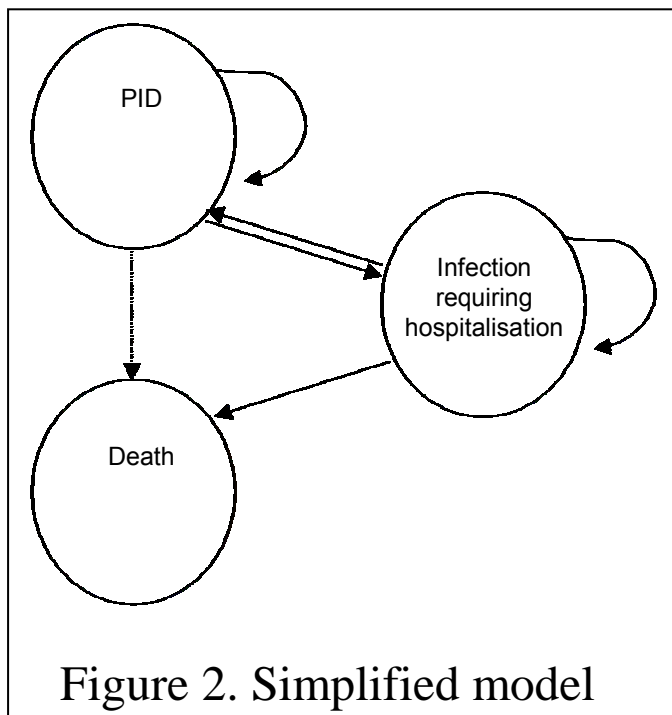 PID
Infection
requiring
hospitalisation
Death
Figure 2. Simplified model